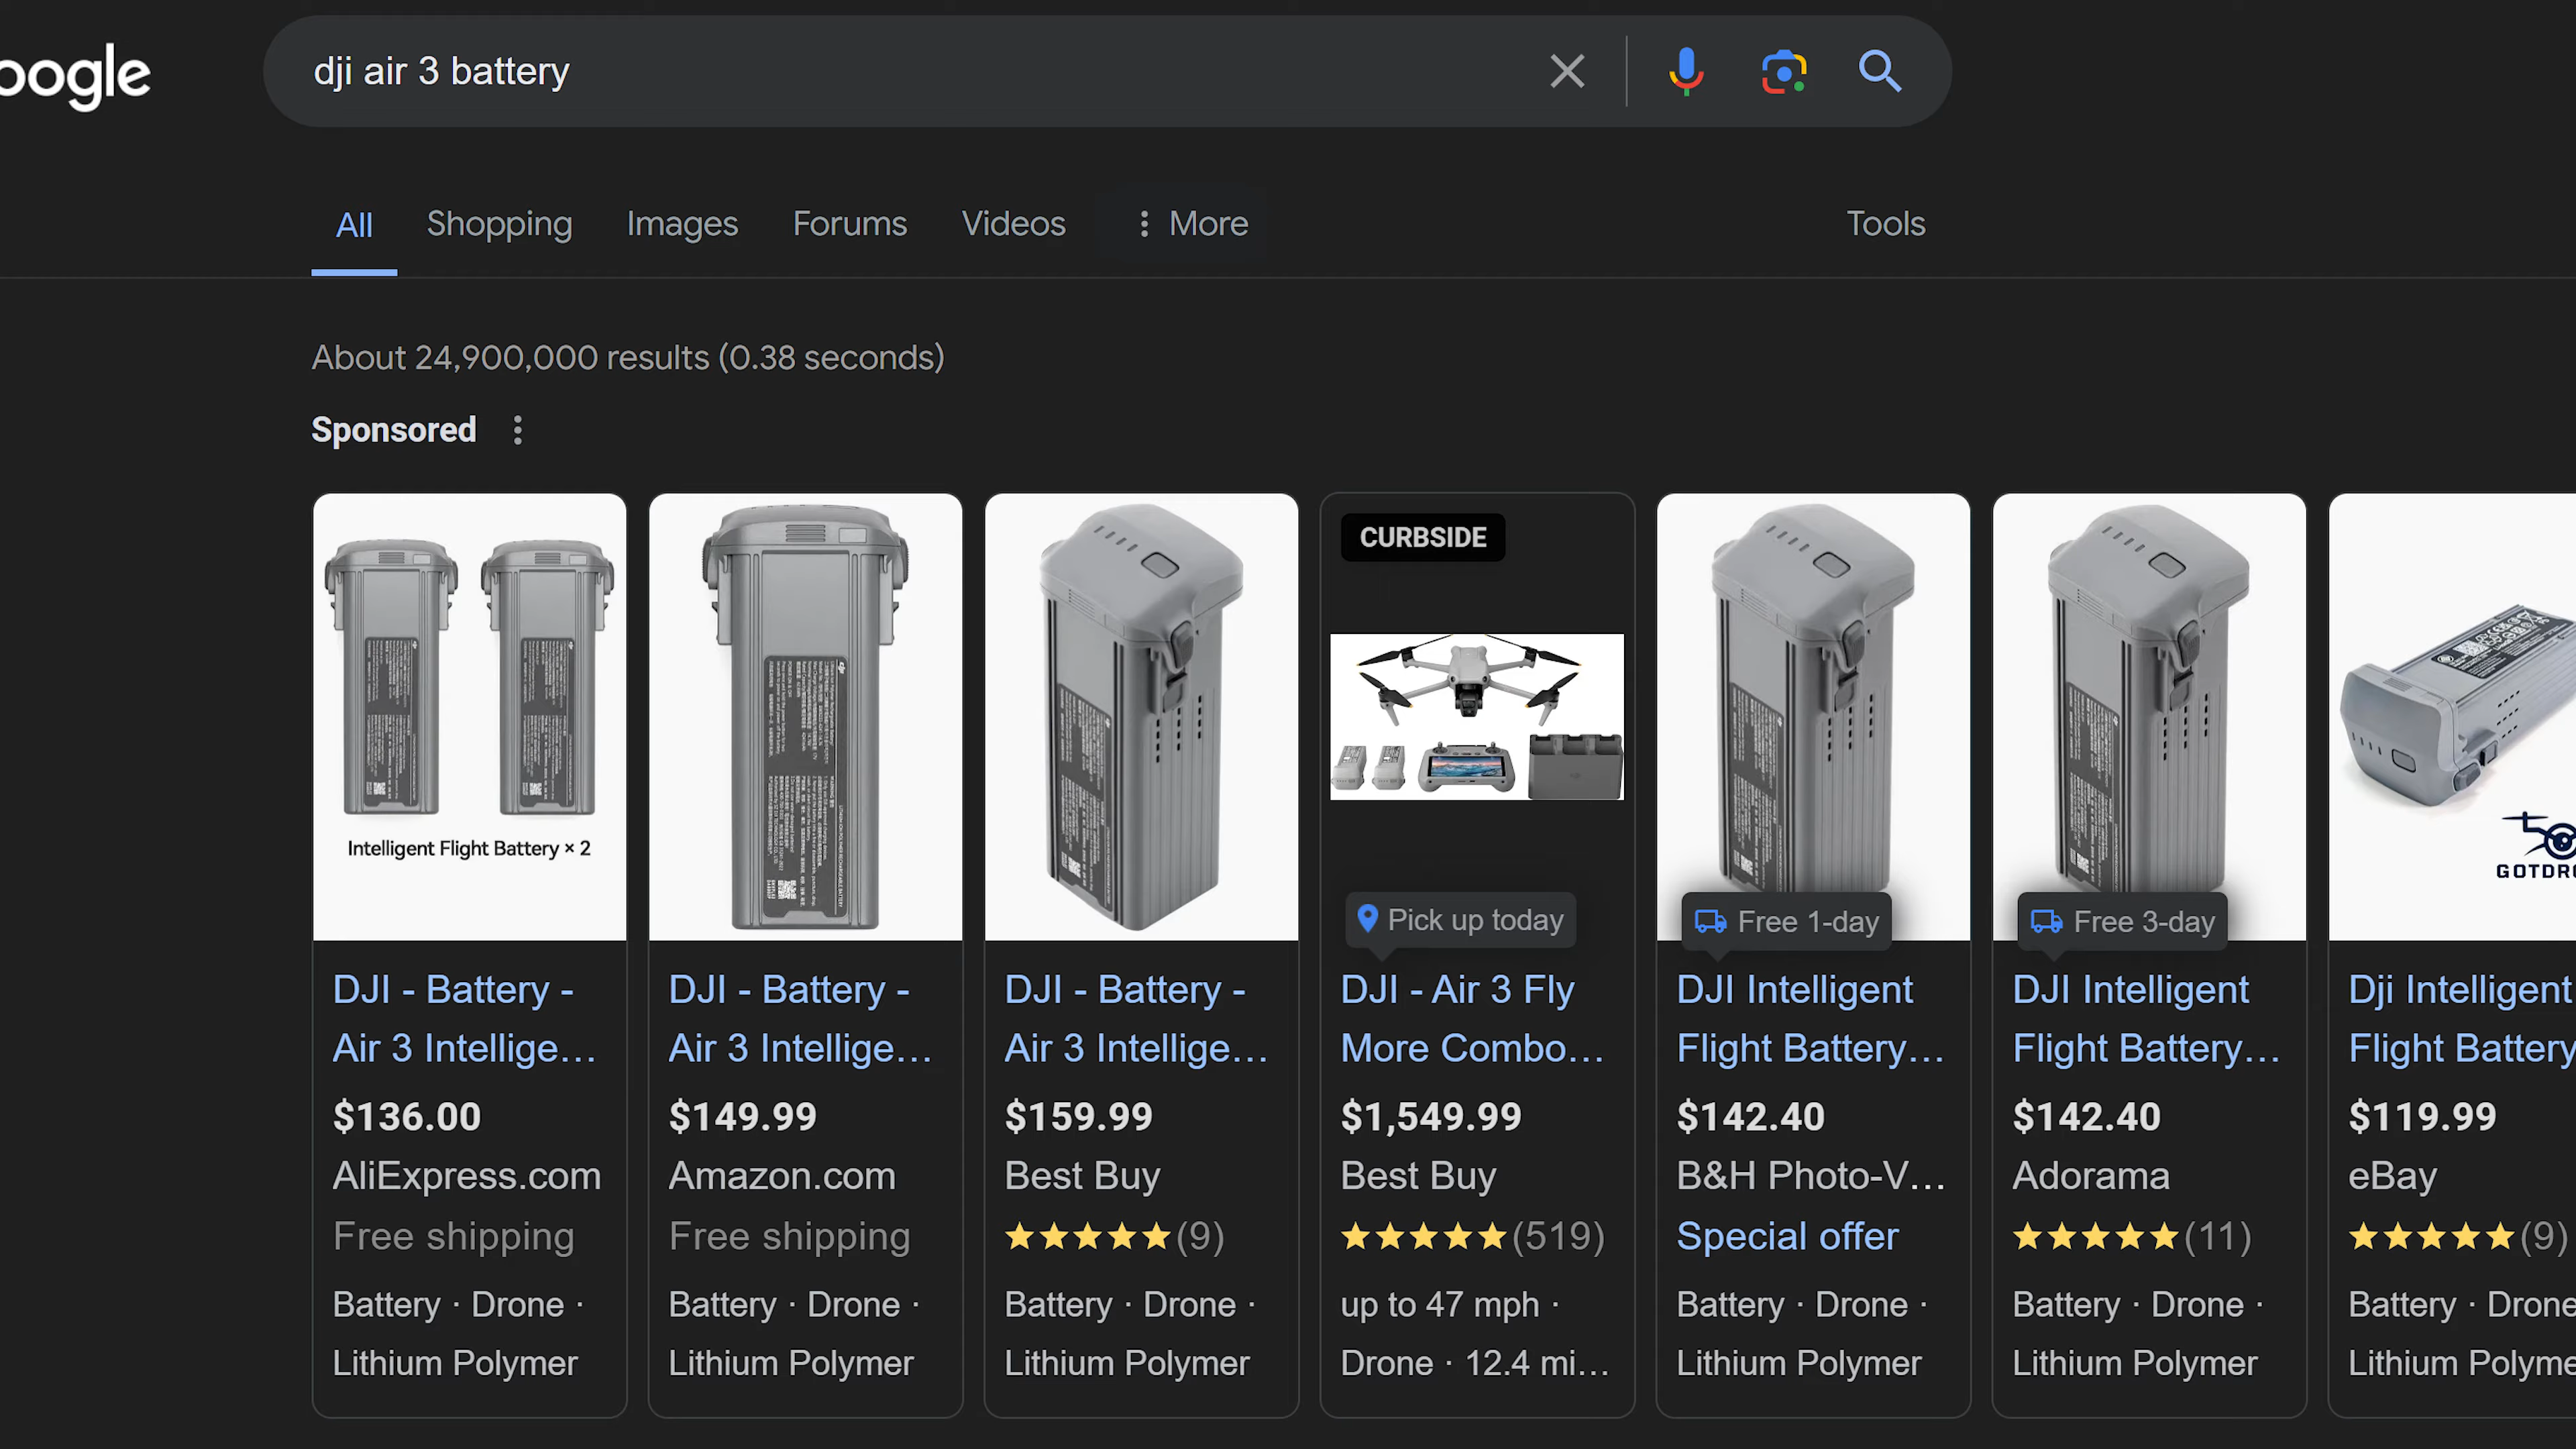 oogle
dji air 3 battery
All Shopping Images Forums Videos More Tools
About 24,900,000 results (0.38 seconds)
Sponsored
Intelligent Flight Battery × 2
CURBSIDE
Pick up today
Free 1-day
Free 3-day
GOTDRO
DJI - Battery -
Air 3 Intellige...
$136.00
AliExpress.com
Free shipping
Battery · Drone ·
Lithium Polymer
DJI - Battery -
Air 3 Intellige...
$149.99
Amazon.com
Free shipping
Battery · Drone ·
Lithium Polymer
DJI - Battery -
Air 3 Intellige...
$159.99
Best Buy
(9)
Battery · Drone ·
Lithium Polymer
DJI - Air 3 Fly
More Combo...
$1,549.99
Best Buy
(519)
up to 47 mph ·
Drone · 12.4 mi...
DJI Intelligent
Flight Battery...
$142.40
B&H Photo-V...
Special offer
Battery · Drone ·
Lithium Polymer
DJI Intelligent
Flight Battery...
$142.40
Adorama
(11)
Battery · Drone ·
Lithium Polymer
Dji Intelligent
Flight Battery
$119.99
eBay
(9)
Battery · Drone
Lithium Polyme